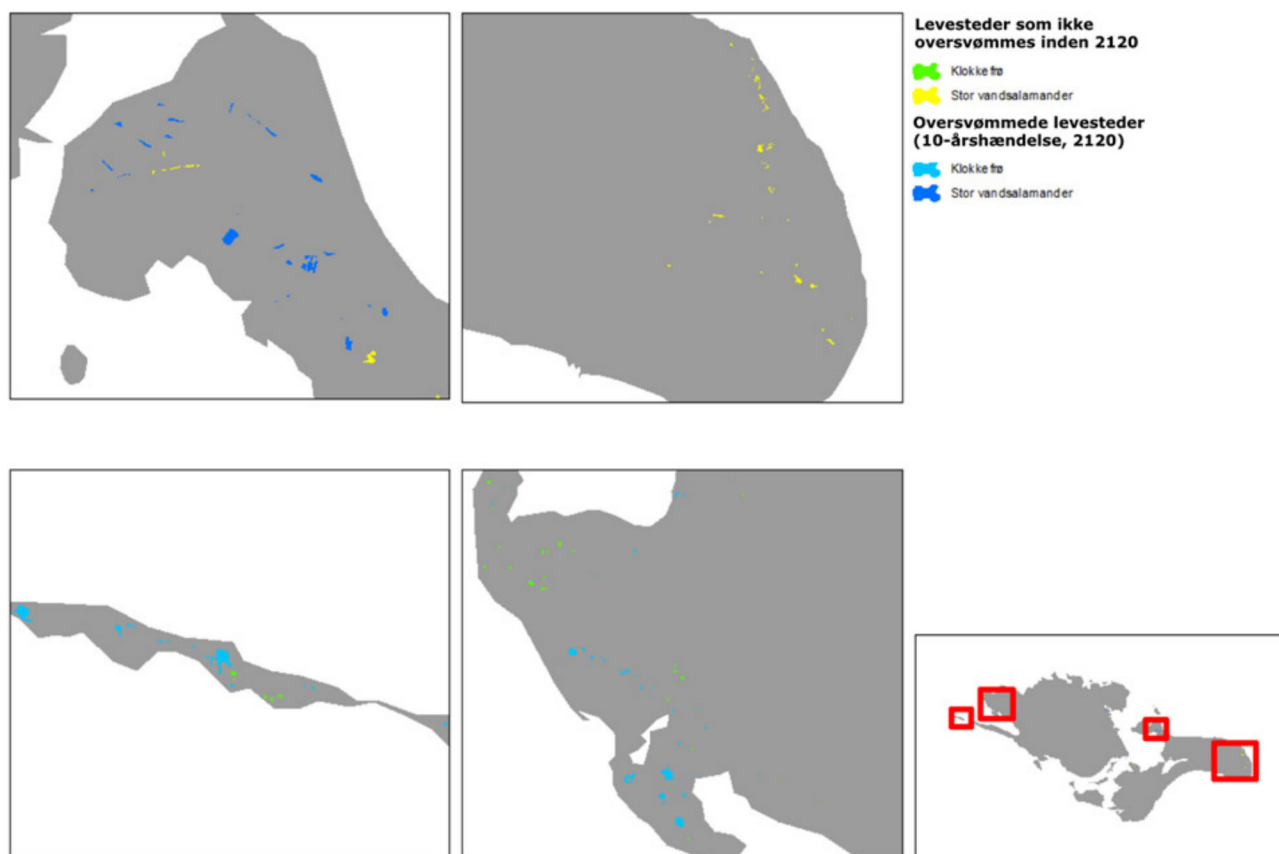 Levesteder som ikke
oversvømmes inden 2120
Klokkefrø
Stor vandsalamander
Oversvømmede levesteder
(10-årshændelse, 2120)
Klokkefrø
Stor vandsalamander